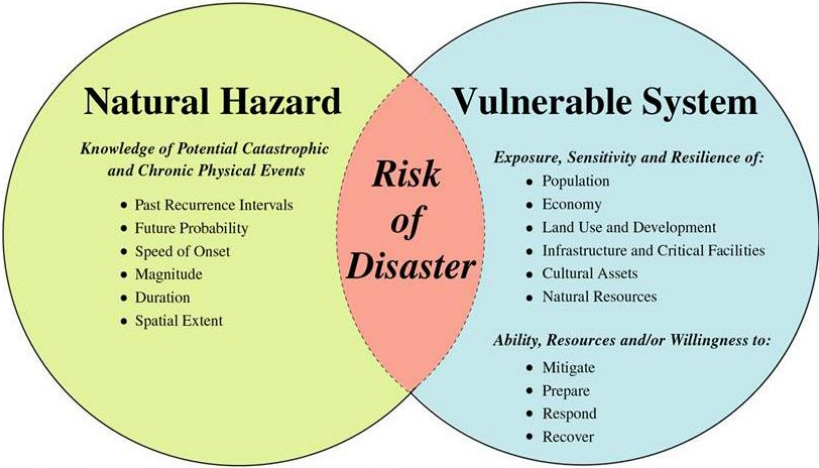 Natural Hazard
Knowledge of Potential Catastrophic
and Chronic Physical Events
• Past Recurrence Intervals
• Future Probability
• Speed of Onset
• Magnitude
• Duration
• Spatial Extent
Risk
of
Disaster
Vulnerable System
Exposure, Sensitivity and Resilience of:
• Population
• Economy
• Land Use and Development
• Infrastructure and Critical Facilities
• Cultural Assets
• Natural Resources
Ability, Resources and/or Willingness to:
• Mitigate
• Prepare
• Respond
• Recover